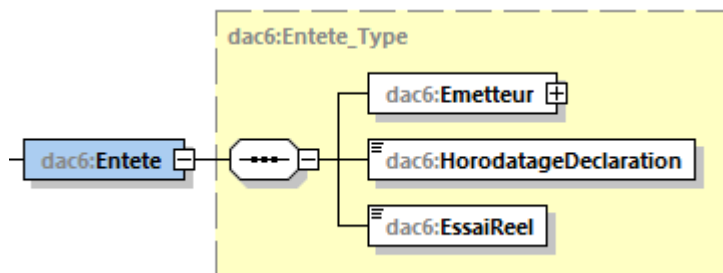 dac6:Entete_Type
dac6:Emetteur
dac6:Entete
dac6:HorodatageDeclaration
dac6:EssaiReel